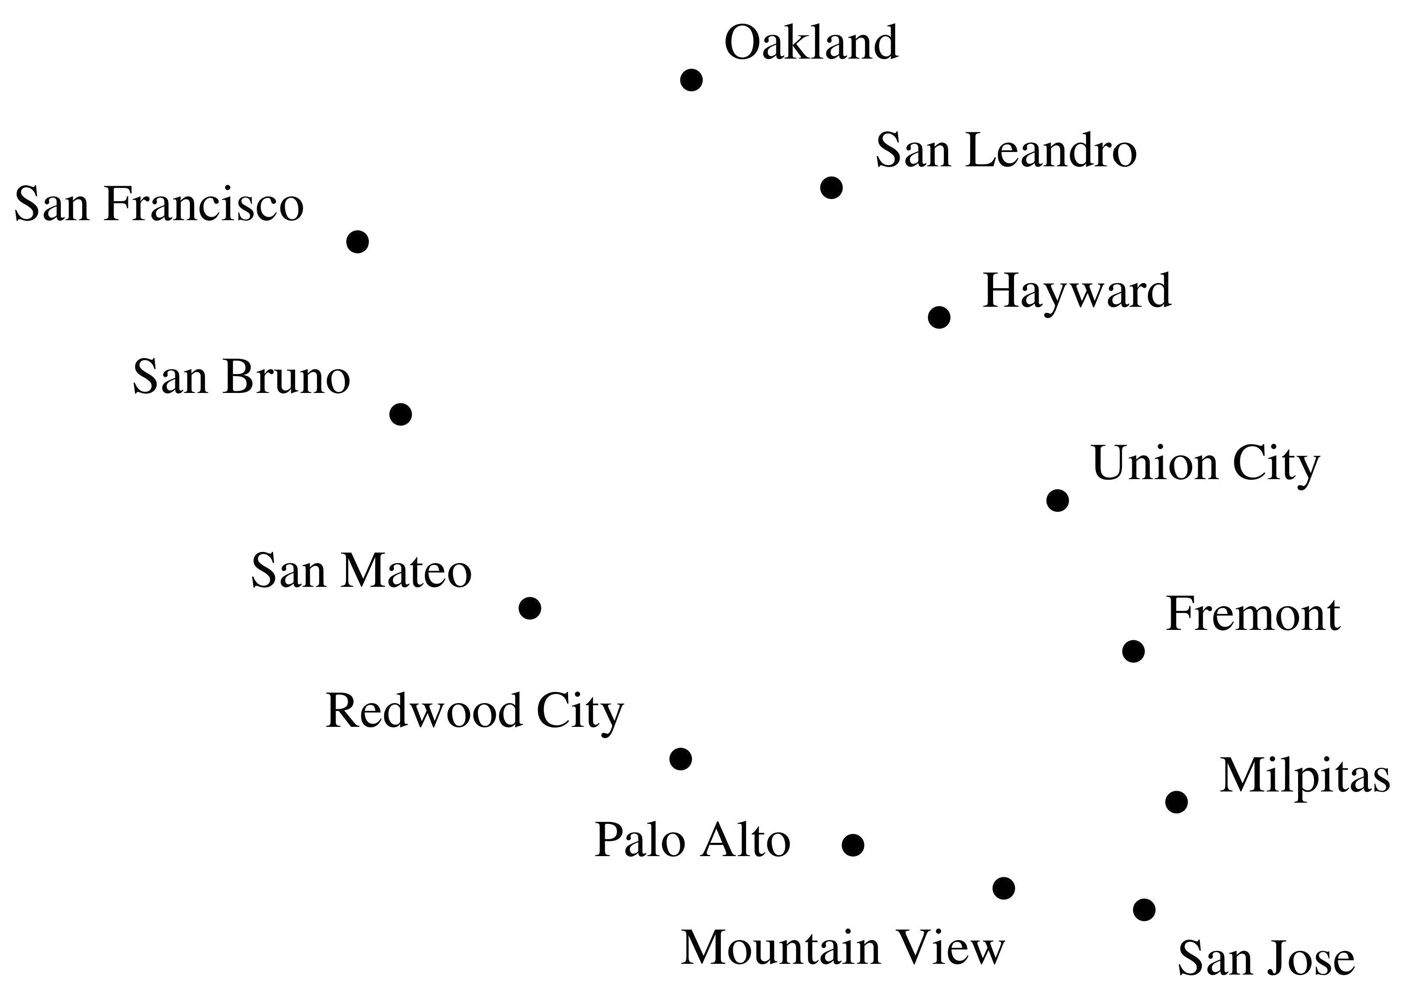 Oakland
San Leandro
San Francisco
Hayward
San Bruno
Union City
San Mateo
Fremont
Redwood City
Milpitas
Palo Alto
Mountain View
San Jose